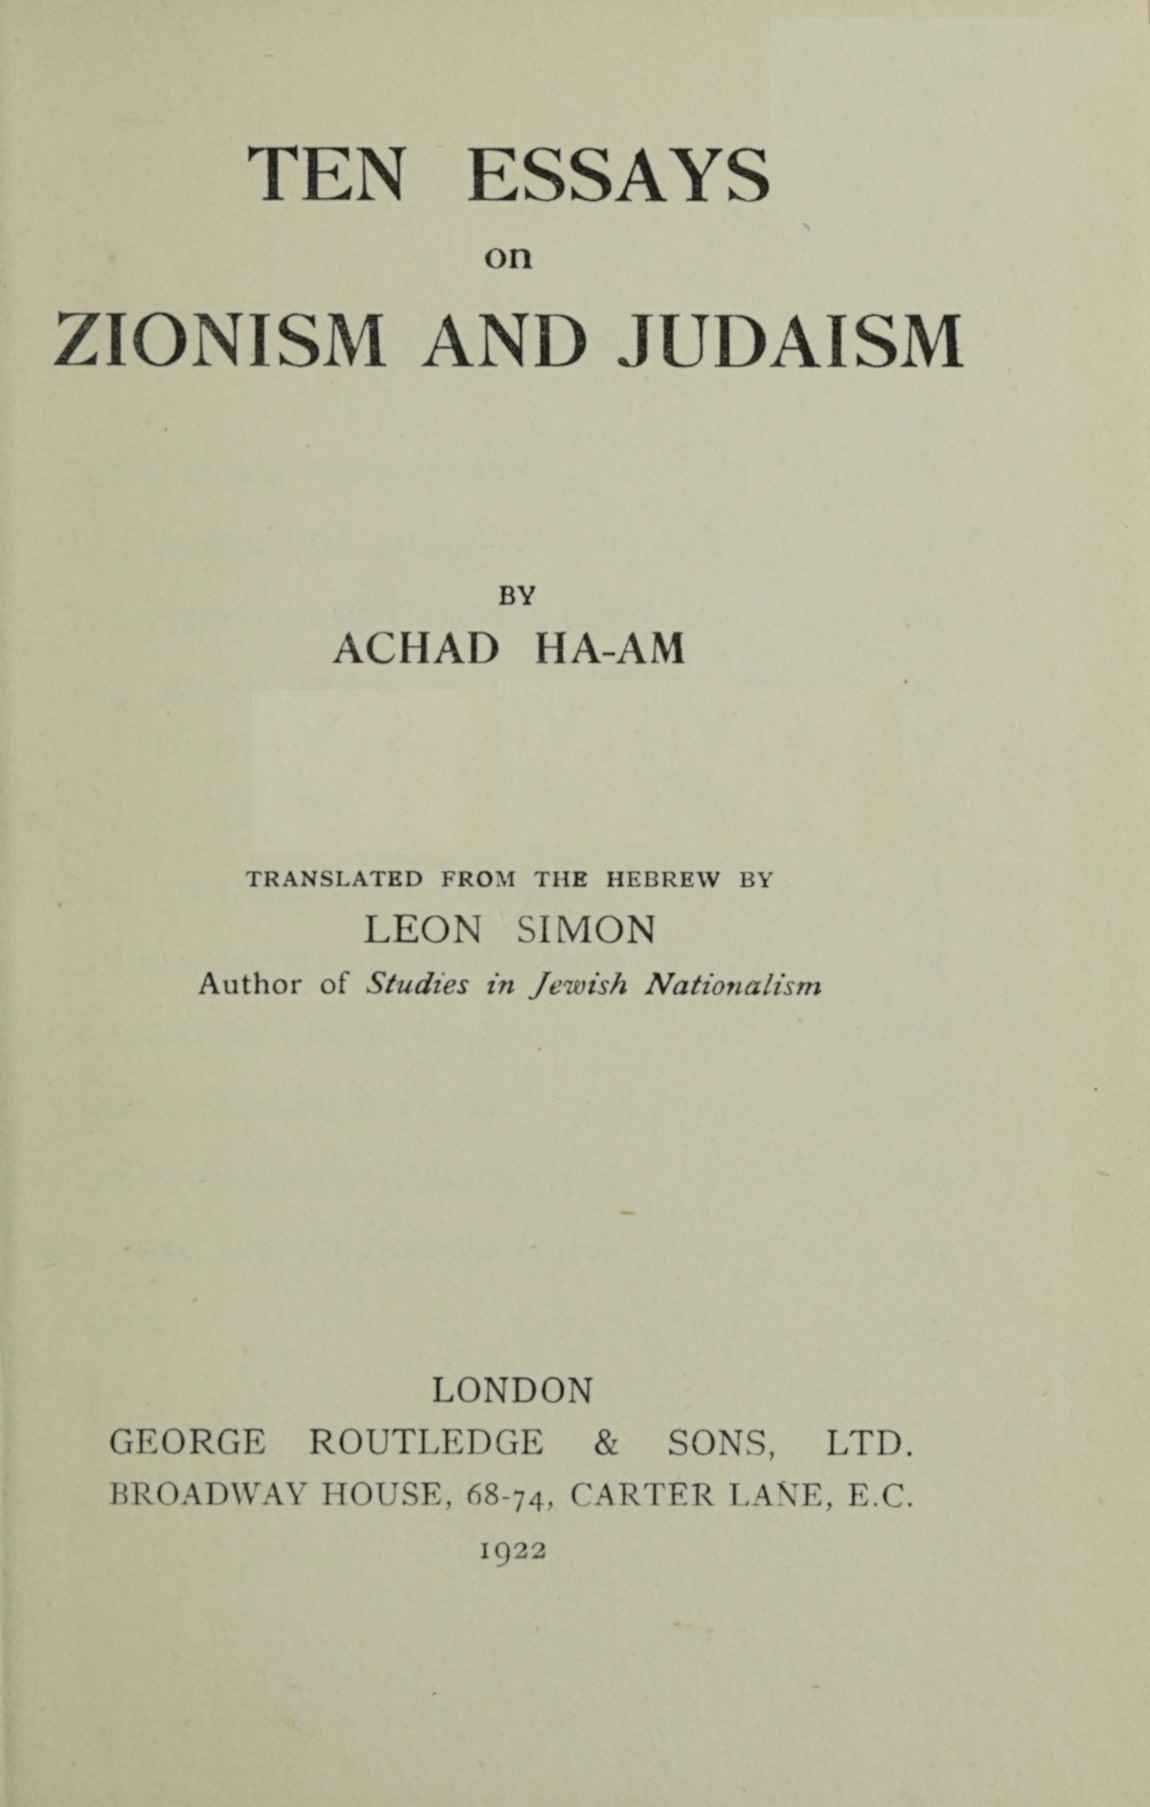 TEN ESSAYS
on
ZIONISM AND JUDAISM
BY
ACHAD HA-AM
TRANSLATED FROM THE HEBREW BY
LEON SIMON
Author of Studies in Jewish Nationalism
LONDON
GEORGE ROUTLEDGE & SONS, LTD.
BROADWAY HOUSE, 68-74, CARTER LANE, E.C.
1922